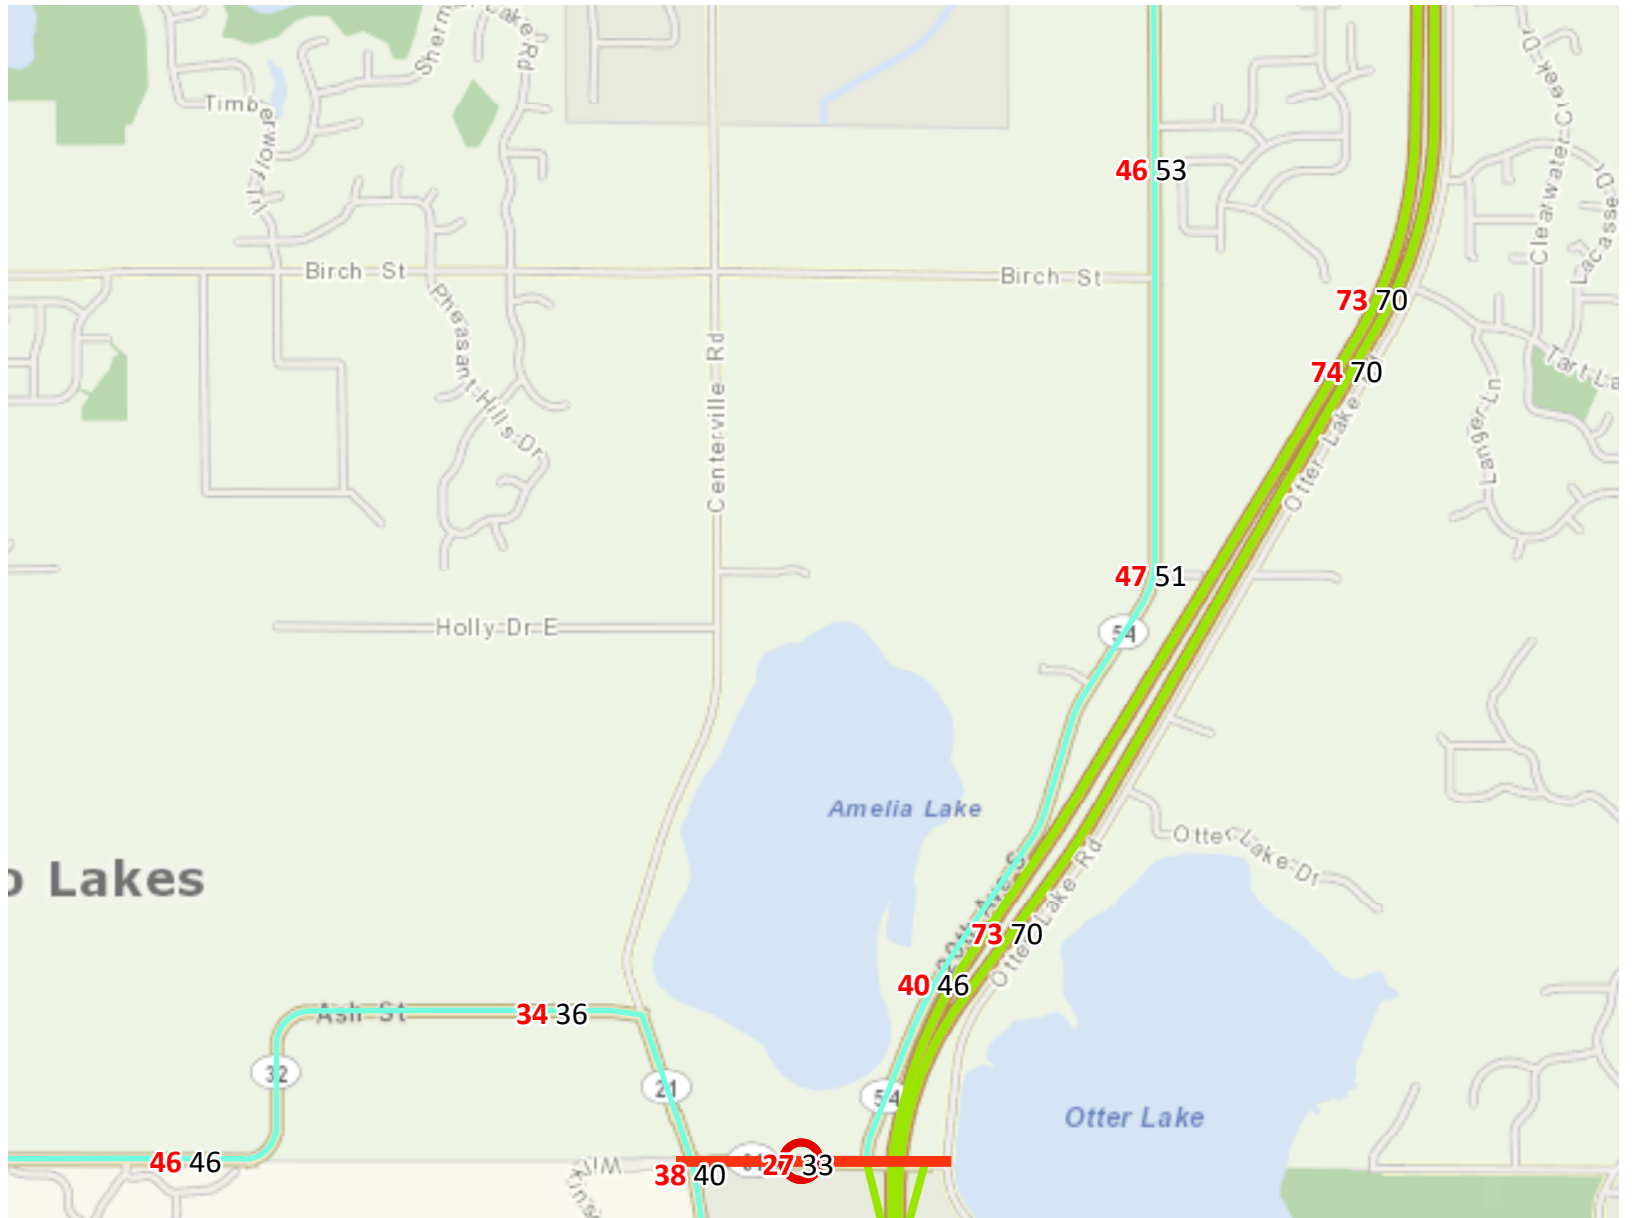 Sherm
Lake Rd
Timberwolf Trl
Clearwater Creek Dr
Lacasse Dr
46 53
Birch St
Birch St
Pheasant Hills Dr
73 70
Centerville Rd
74 70
Tart La
Langer Ln
Otter Lake
47 51
54
Holly Dr E
Amelia Lake
Otter Lake Dr
o Lakes
20th Ave S
Otter Lake Rd
73 70
40 46
Ash St
34 36
32
21
54
Otter Lake
46 46
38 40
27 33